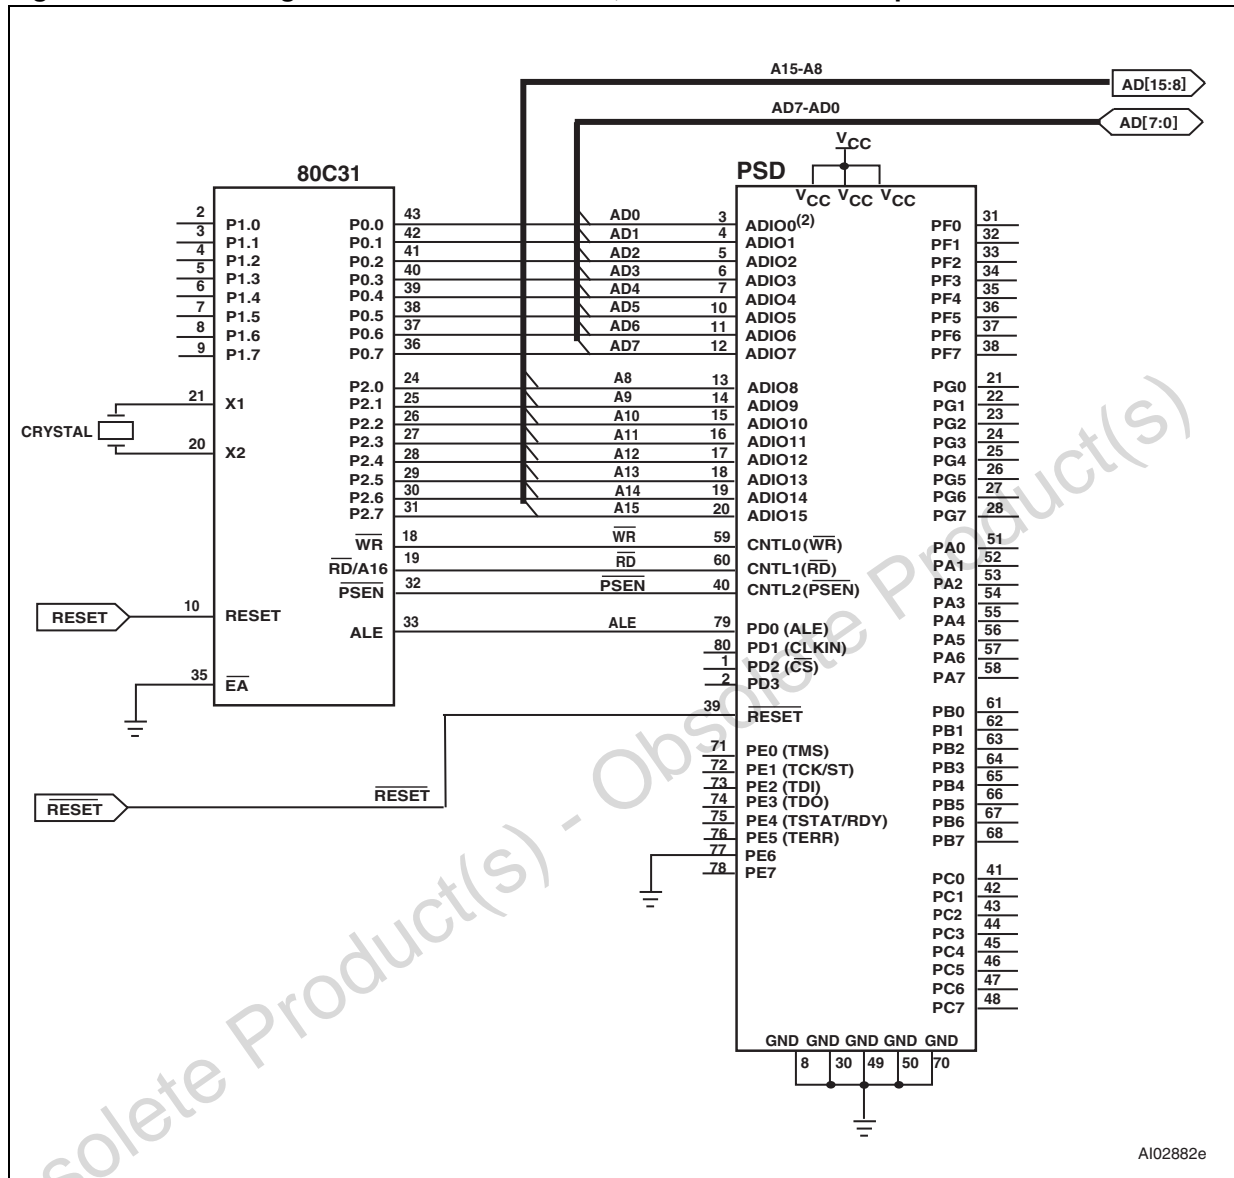 A15-A8
AD[15:8]
AD7-AD0
AD[7:0]
VCC
80C31
PSD
VCC VCC VCC
2 P1.0 P0.0 43 AD0 3 ADIO0(2) PF0 31
3 P1.1 P0.1 42 AD1 4 ADIO1 PF1 32
4 P1.2 P0.2 41 AD2 5 ADIO2 PF2 33
5 P1.3 P0.3 40 AD3 6 ADIO3 PF3 34
6 P1.4 P0.4 39 AD4 7 ADIO4 PF4 35
7 P1.5 P0.5 38 AD5 10 ADIO5 PF5 36
8 P1.6 P0.6 37 AD6 11 ADIO6 PF6 37
9 P1.7 P0.7 36 AD7 12 ADIO7 PF7 38
P2.0 24 A8 13 ADIO8 PG0 21
21 X1 P2.1 25 A9 14 ADIO9 PG1 22
P2.2 26 A10 15 ADIO10 PG2 23
CRYSTAL
P2.3 27 A11 16 ADIO11 PG3 24
20 X2 P2.4 28 A12 17 ADIO12 PG4 25
P2.5 29 A13 18 ADIO13 PG5 26
P2.6 30 A14 19 ADIO14 PG6 27
P2.7 31 A15 20 ADIO15 PG7 28
WR 18 WR 59 CNTL0(WR) PA0 51
RD/A16 19 RD 60 CNTL1(RD) PA1 52
PSEN 32 PSEN 40 CNTL2(PSEN) PA2 53
PA3 54
RESET 10 RESET PA4 55
ALE 33 ALE 79 PD0 (ALE) PA5 56
80 PD1 (CLKIN) PA6 57
1 PD2 (CS) PA7 58
35 EA 2 PD3
39 RESET PB0 61
PB1 62
71 PE0 (TMS) PB2 63
72 PE1 (TCK/ST) PB3 64
73 PE2 (TDI) PB4 65
RESET RESET 74 PE3 (TDO) PB5 66
75 PE4 (TSTAT/RDY) PB6 67
76 PE5 (TERR) PB7 68
77 PE6
78 PE7 PC0 41
PC1 42
PC2 43
PC3 44
PC4 45
PC5 46
PC6 47
PC7 48
GND GND GND GND GND
8 30 49 50 70
AI02882e
solete Product(s) - Obsolete Product(s)